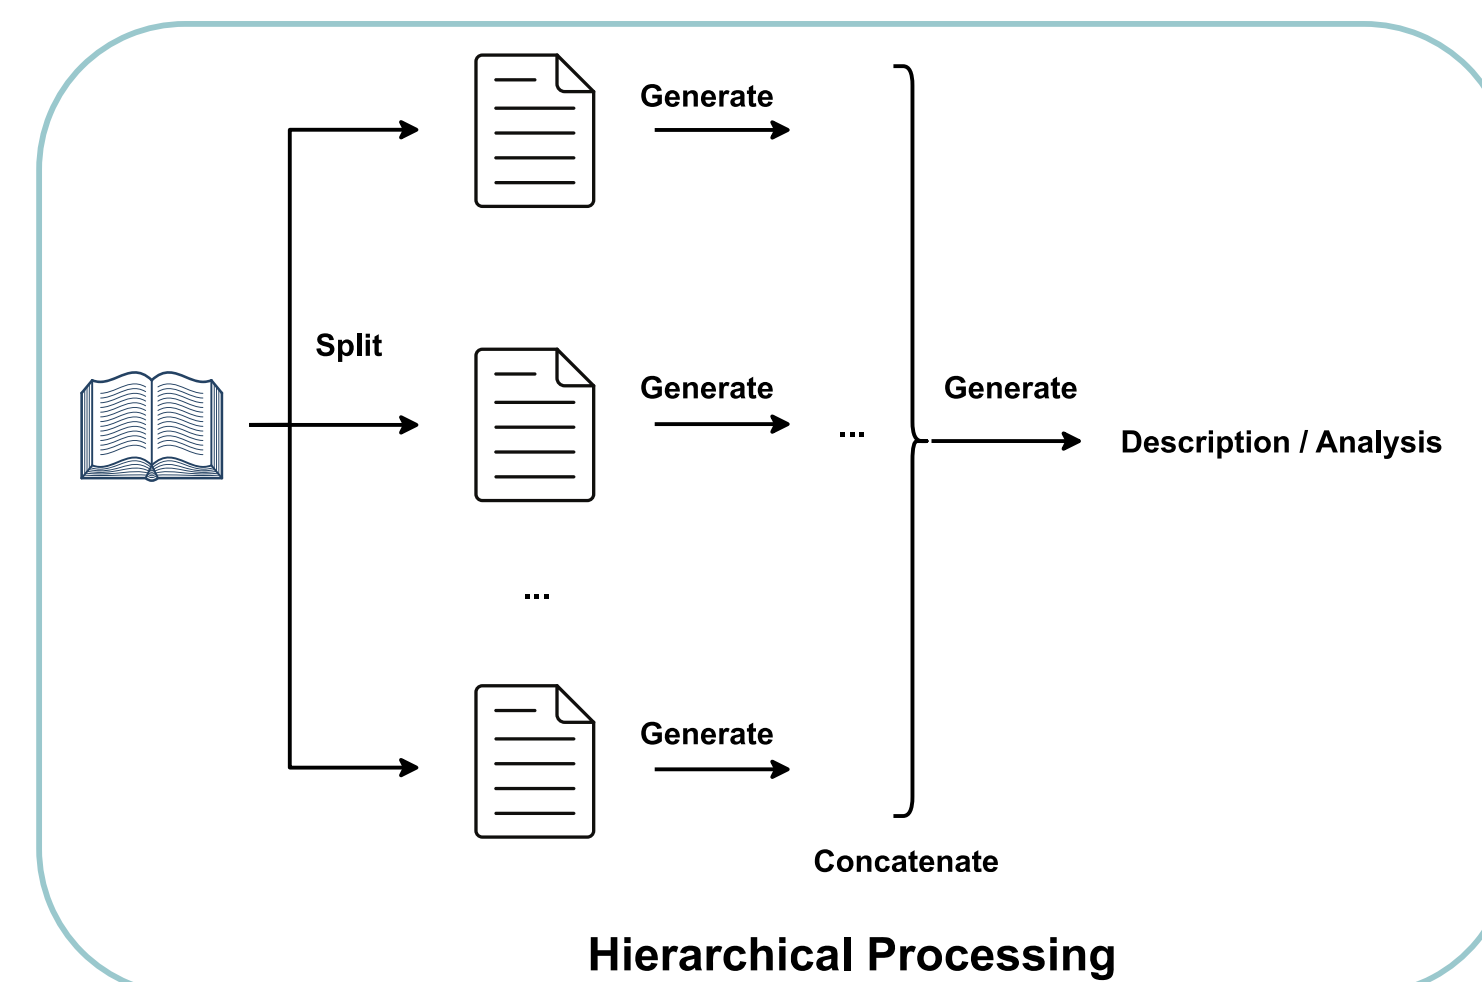 Generate
Split
Generate
...
Generate
Description / Analysis
...
Generate
Concatenate
Hierarchical Processing